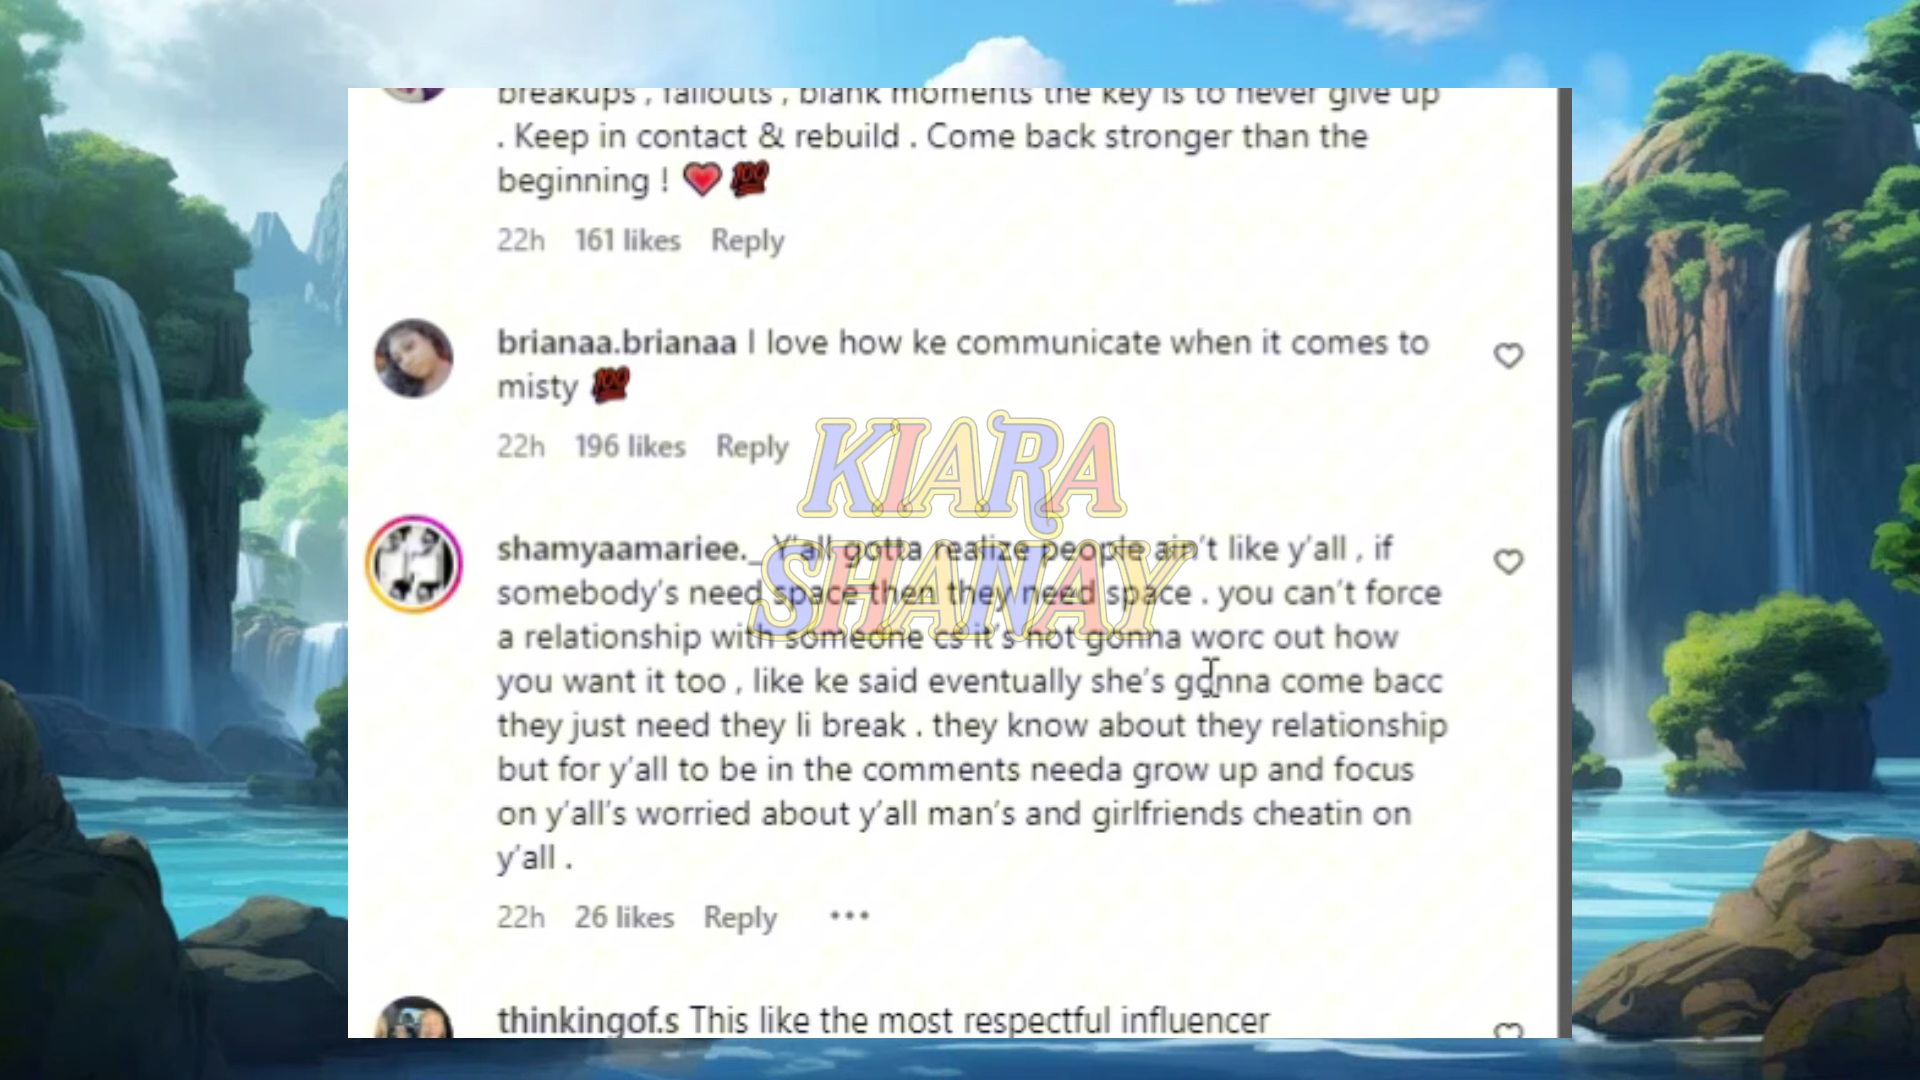 breakups , fallouts , blank moments the key is to never give up
. Keep in contact & rebuild . Come back stronger than the
beginning ! ❤️💯
22h 161 likes Reply
brianaa.brianaa I love how ke communicate when it comes to
misty 💯
22h 196 likes Reply
KIARA
SHANAY
shamyaamariee._ Y'all gotta realize people ain't like y'all , if
somebody's need space then they need space . you can't force
a relationship with someone cs it's not gonna worc out how
you want it too , like ke said eventually she's gonna come bacc
they just need they li break . they know about they relationship
but for y'all to be in the comments needa grow up and focus
on y'all's worried about y'all man's and girlfriends cheatin on
y'all .
22h 26 likes Reply •••
thinkingof.s This like the most respectful influencer